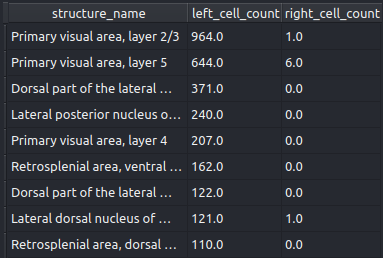 structure_name left_cell_count right_cell_count
Primary visual area, layer 2/3 964.0 1.0
Primary visual area, layer 5 644.0 6.0
Dorsal part of the lateral ... 371.0 0.0
Lateral posterior nucleus o... 240.0 0.0
Primary visual area, layer 4 207.0 0.0
Retrosplenial area, ventral ... 162.0 0.0
Dorsal part of the lateral ... 122.0 0.0
Lateral dorsal nucleus of ... 121.0 1.0
Retrosplenial area, dorsal ... 110.0 0.0